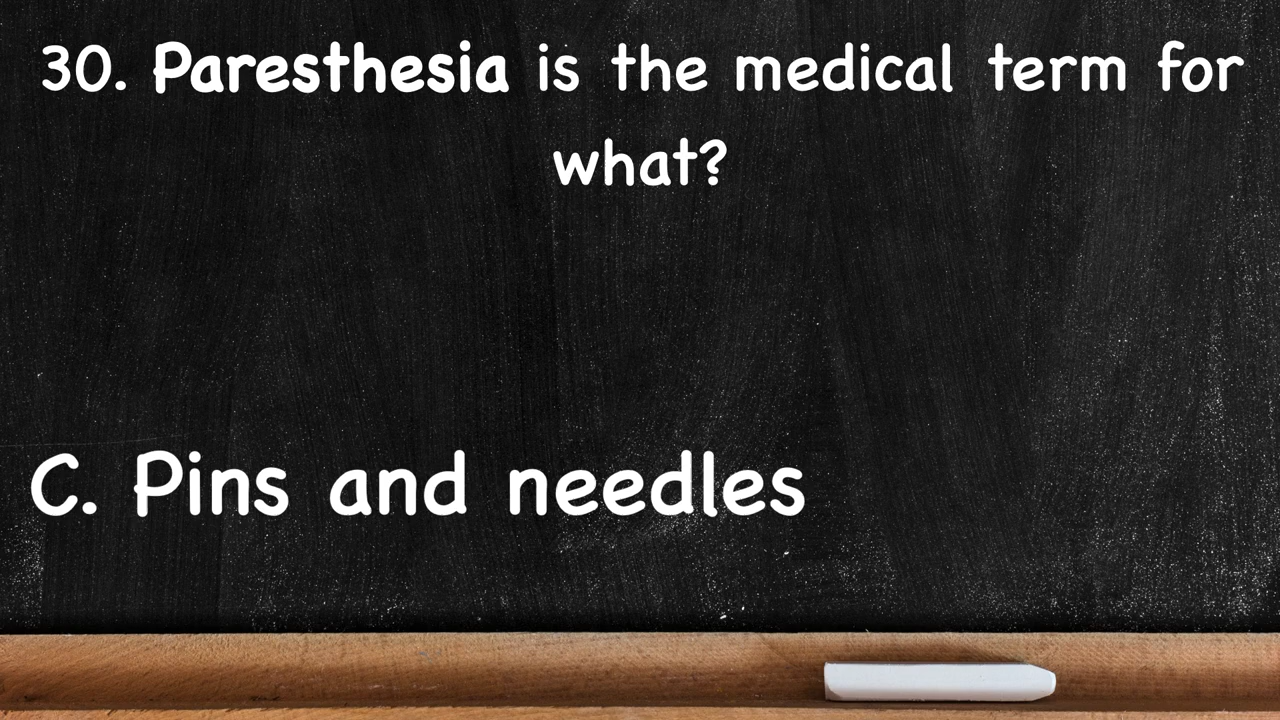 30. Paresthesia is the medical term for
what?
C. Pins and needles